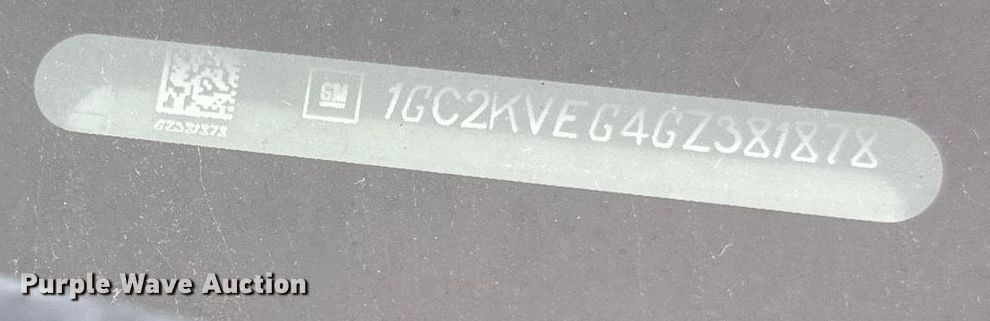 GM
1GC2KVEG4GZ381878
GZ381878
Purple Wave Auction